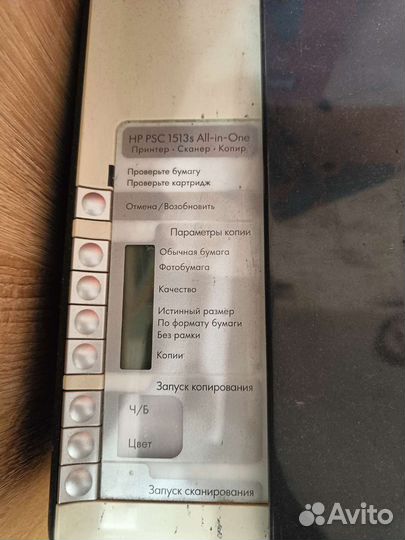 HP PSC 1513s All-in-One
Принтер • Сканер • Копир
Проверьте бумагу
Проверьте картридж
Отмена/Возобновить
Параметры копии
Обычная бумага
Фотобумага
Качество
Истинный размер
По формату бумаги
Без рамки
Копии
Запуск копирования
Ч/Б
Цвет
Запуск сканирования
Avito